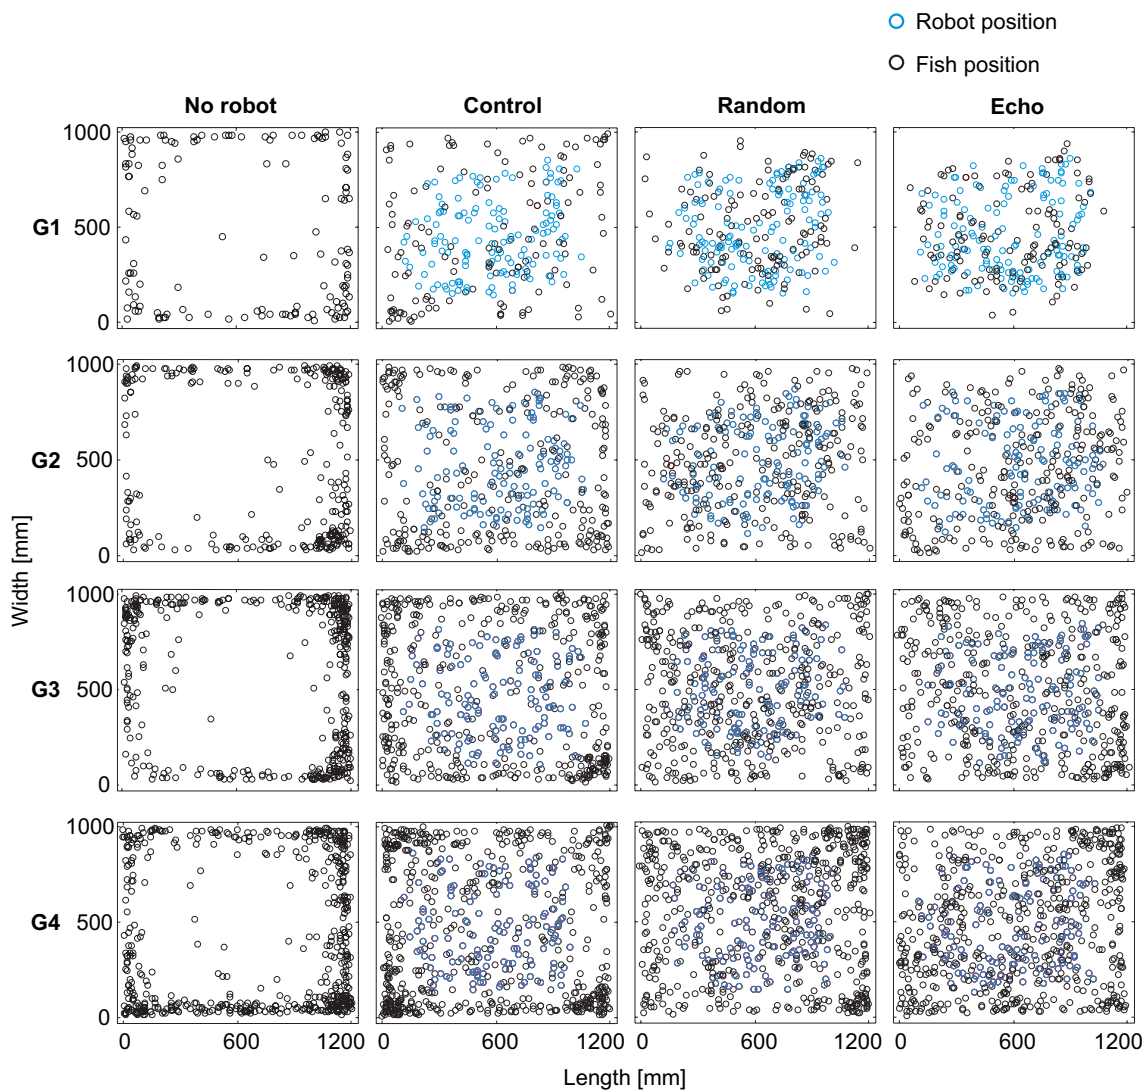 Robot position
Fish position
No robot Control Random Echo
1000
G1 500
0
1000
G2 500
0
1000
G3 500
0
1000
G4 500
0
Width [mm]
0 600 1200 0 600 1200 0 600 1200 0 600 1200
Length [mm]